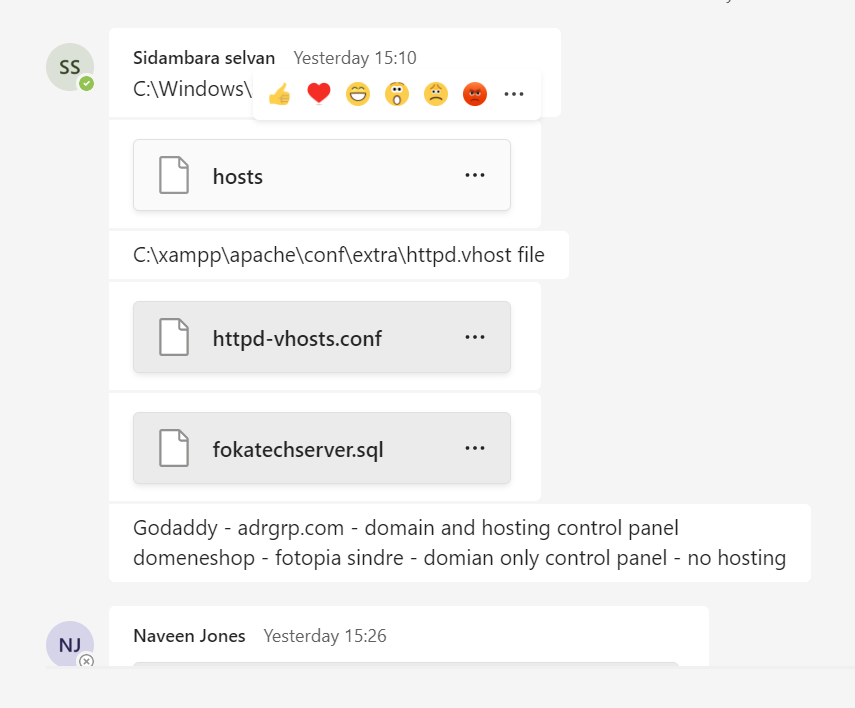 SS
Sidambara selvan Yesterday 15:10
C:\Windows\
hosts
C:\xampp\apache\conf\extra\httpd.vhost file
httpd-vhosts.conf
fokatechserver.sql
Godaddy - adrgrp.com - domain and hosting control panel
domeneshop - fotopia sindre - domian only control panel - no hosting
NJ
Naveen Jones Yesterday 15:26